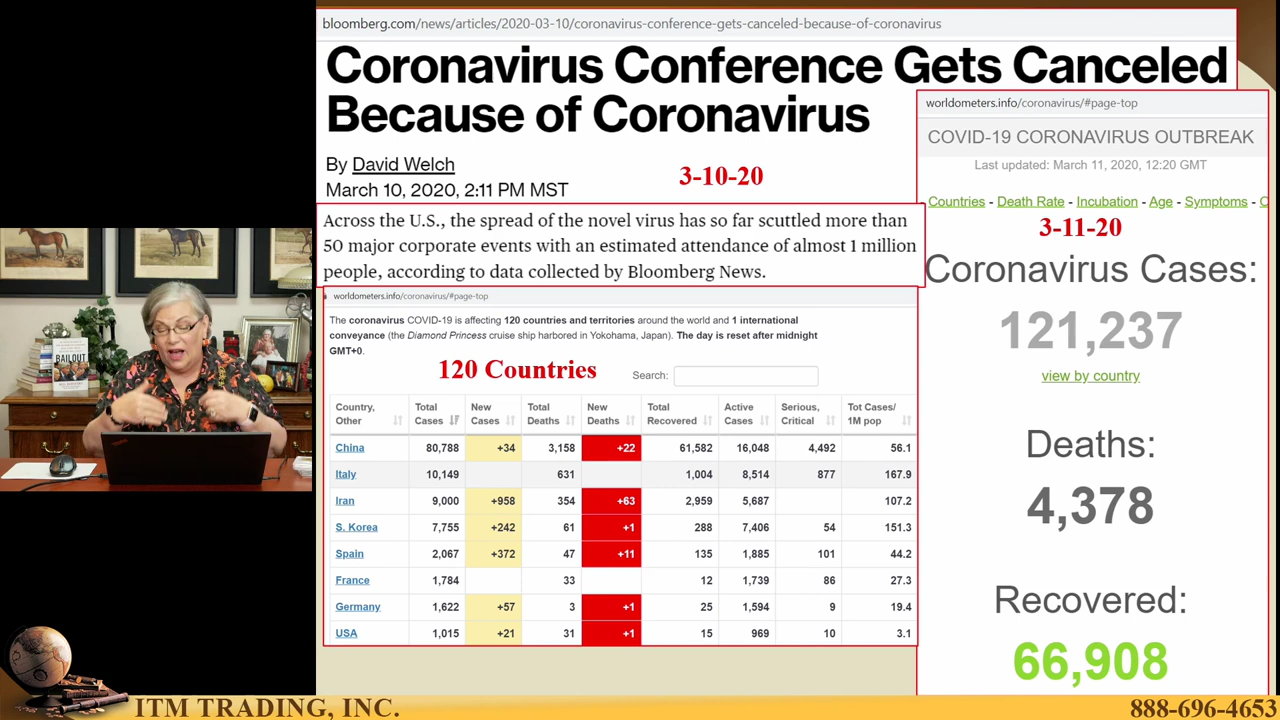 bloomberg.com/news/articles/2020-03-10/coronavirus-conference-gets-canceled-because-of-coronavirus
Coronavirus Conference Gets Canceled
Because of Coronavirus
By David Welch
March 10, 2020, 2:11 PM MST
3-10-20
Across the U.S., the spread of the novel virus has so far scuttled more than
50 major corporate events with an estimated attendance of almost 1 million
people, according to data collected by Bloomberg News.
worldometers.info/coronavirus/#page-top
The coronavirus COVID-19 is affecting 120 countries and territories around the world and 1 international
conveyance (the Diamond Princess cruise ship harbored in Yokohama, Japan). The day is reset after midnight
GMT+0.
120 Countries
Search:
Country, Other Total Cases New Cases Total Deaths New Deaths Total Recovered Active Cases Serious, Critical Tot Cases/ 1M pop
China 80,788 +34 3,158 +22 61,582 16,048 4,492 56.1
Italy 10,149 631 1,004 8,514 877 167.9
Iran 9,000 +958 354 +63 2,959 5,687 107.2
S. Korea 7,755 +242 61 +1 288 7,406 54 151.3
Spain 2,067 +372 47 +11 135 1,885 101 44.2
France 1,784 33 12 1,739 86 27.3
Germany 1,622 +57 3 +1 25 1,594 9 19.4
USA 1,015 +21 31 +1 15 969 10 3.1
worldometers.info/coronavirus/#page-top
COVID-19 CORONAVIRUS OUTBREAK
Last updated: March 11, 2020, 12:20 GMT
Countries - Death Rate - Incubation - Age - Symptoms -
3-11-20
Coronavirus Cases:
121,237
view by country
Deaths:
4,378
Recovered:
66,908
BAILOUT
ITM TRADING, INC.
888-696-4653